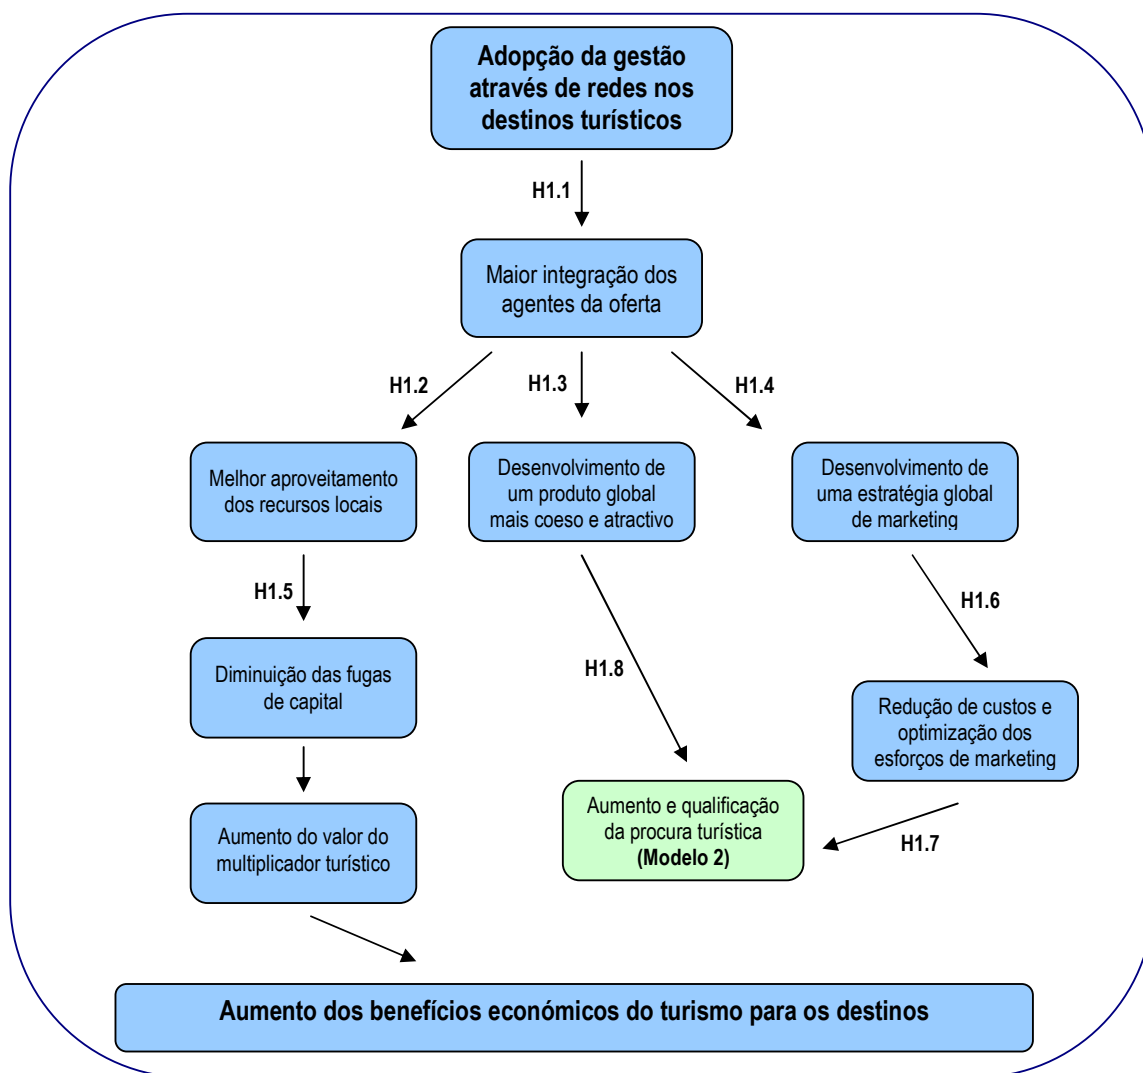 Adopção da gestão
através de redes nos
destinos turísticos
H1.1
Maior integração dos
agentes da oferta
H1.2
H1.3
H1.4
Melhor aproveitamento
dos recursos locais
Desenvolvimento de
um produto global
mais coeso e atractivo
Desenvolvimento de
uma estratégia global
de marketing
H1.5
H1.6
Diminuição das fugas
de capital
H1.8
Redução de custos e
optimização dos
esforços de marketing
Aumento do valor do
multiplicador turístico
Aumento e qualificação
da procura turística
(Modelo 2)
H1.7
Aumento dos benefícios económicos do turismo para os destinos